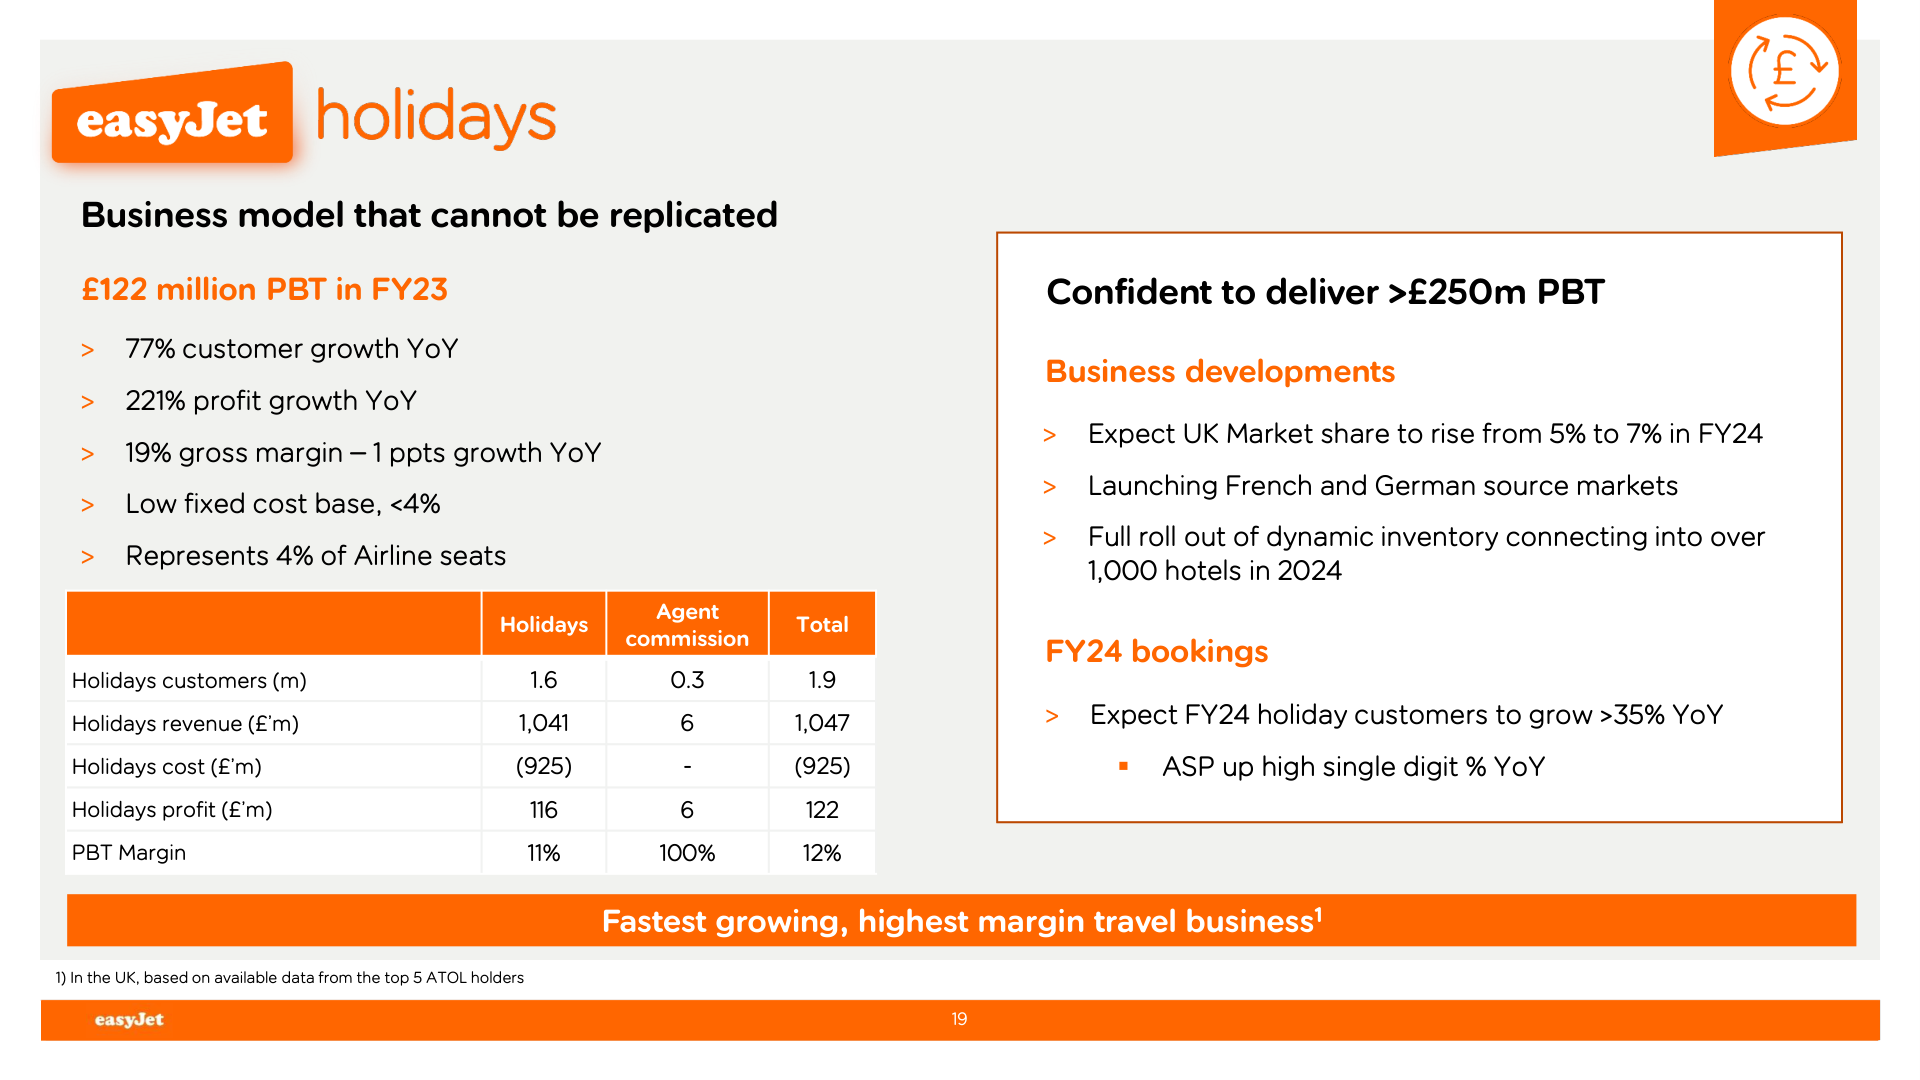 easyJet holidays
£
Business model that cannot be replicated
£122 million PBT in FY23
> 77% customer growth YoY
> 221% profit growth YoY
> 19% gross margin – 1 ppts growth YoY
> Low fixed cost base, <4%
> Represents 4% of Airline seats
Holidays Agent commission Total
Holidays customers (m) 1.6 0.3 1.9
Holidays revenue (£'m) 1,041 6 1,047
Holidays cost (£'m) (925) - (925)
Holidays profit (£'m) 116 6 122
PBT Margin 11% 100% 12%
Confident to deliver >£250m PBT
Business developments
> Expect UK Market share to rise from 5% to 7% in FY24
> Launching French and German source markets
> Full roll out of dynamic inventory connecting into over
1,000 hotels in 2024
FY24 bookings
> Expect FY24 holiday customers to grow >35% YoY
▪ ASP up high single digit % YoY
Fastest growing, highest margin travel business¹
1) In the UK, based on available data from the top 5 ATOL holders
easyJet
19